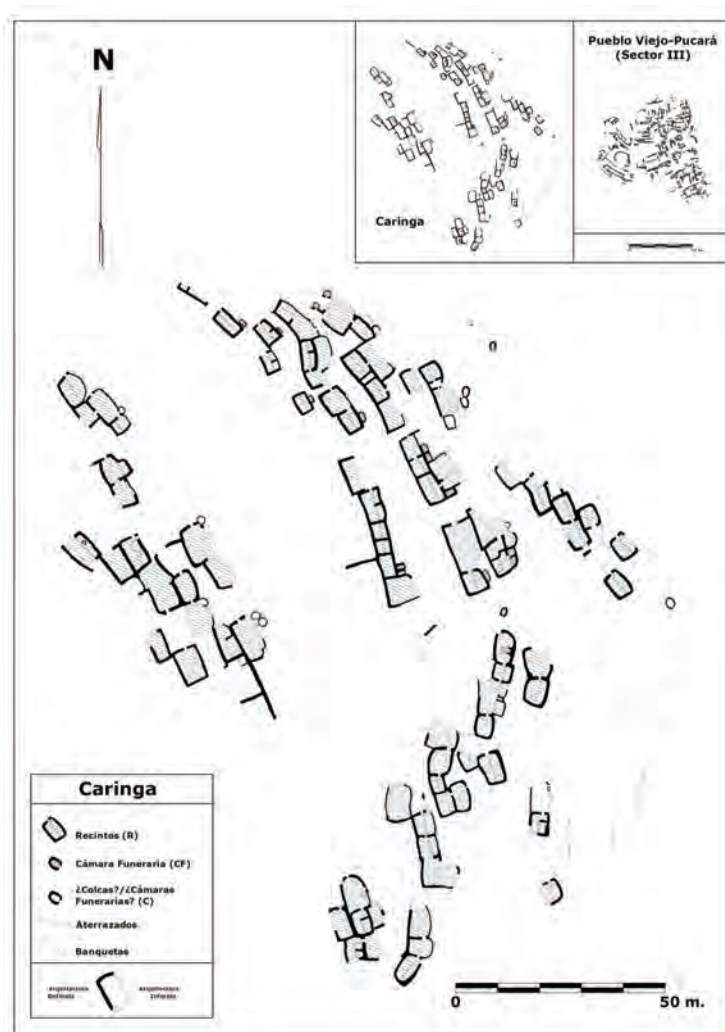 N
Caringa
Pueblo Viejo-Pucará
(Sector III)
Caringa
Recintos (R)
Cámara Funeraria (CF)
¿Colcas?/¿Cámaras
Funerarias? (C)
Aterrazados
Banquetas
0
50 m.